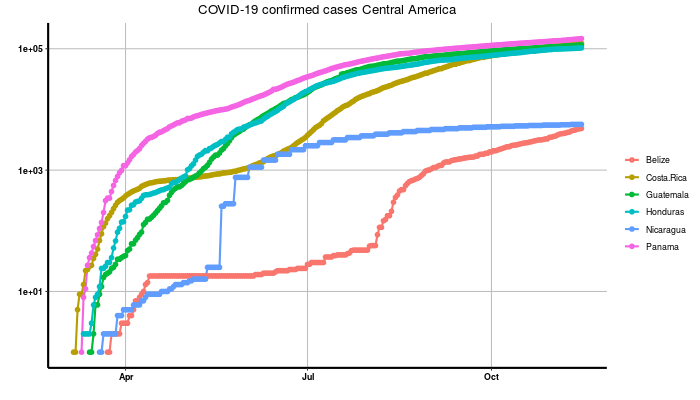 COVID-19 confirmed cases Central America
1e+05
1e+03
1e+01
Apr
Jul
Oct
Belize
Costa.Rica
Guatemala
Honduras
Nicaragua
Panama